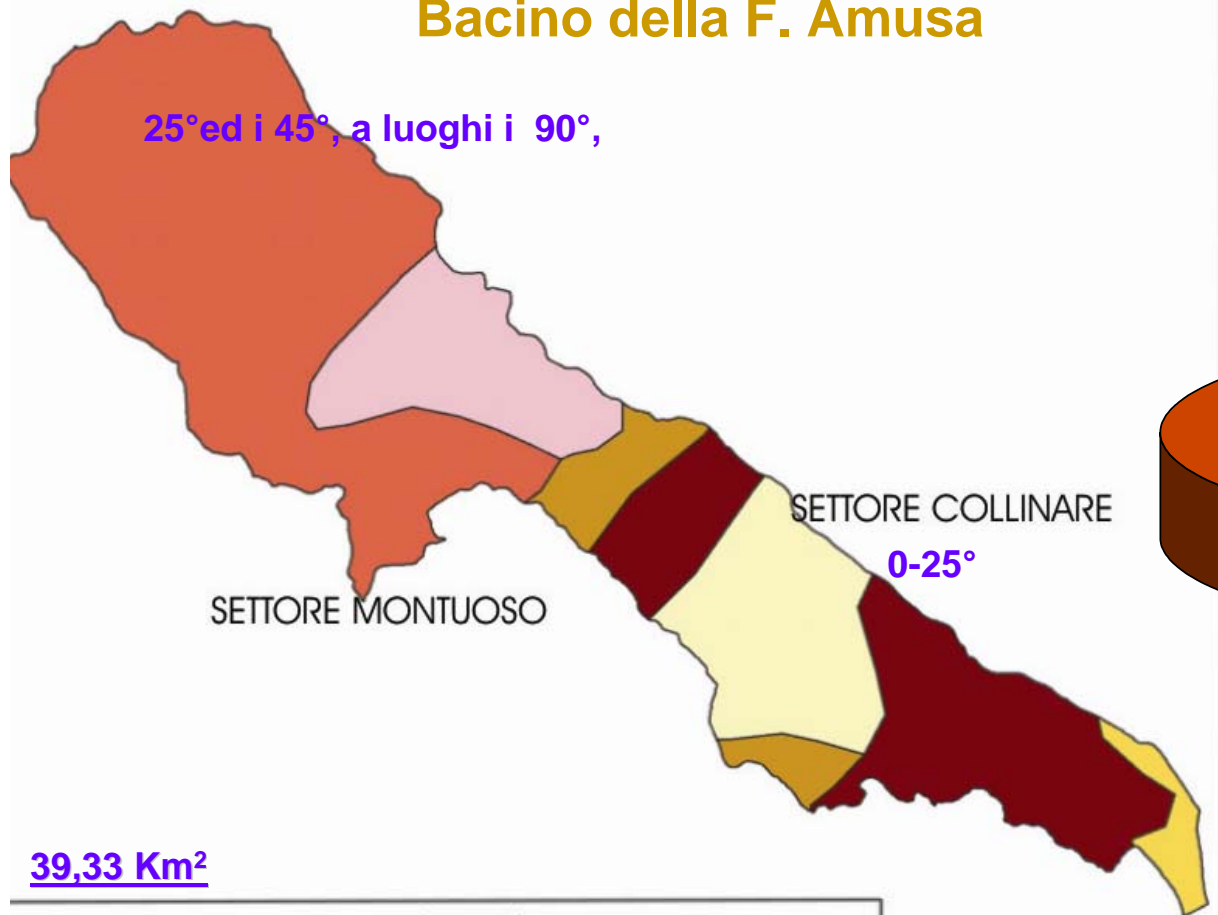 Bacino della F. Amusa
25°ed i 45°, a luoghi i 90°,
SETTORE COLLINARE
0-25°
SETTORE MONTUOSO
39,33 Km²